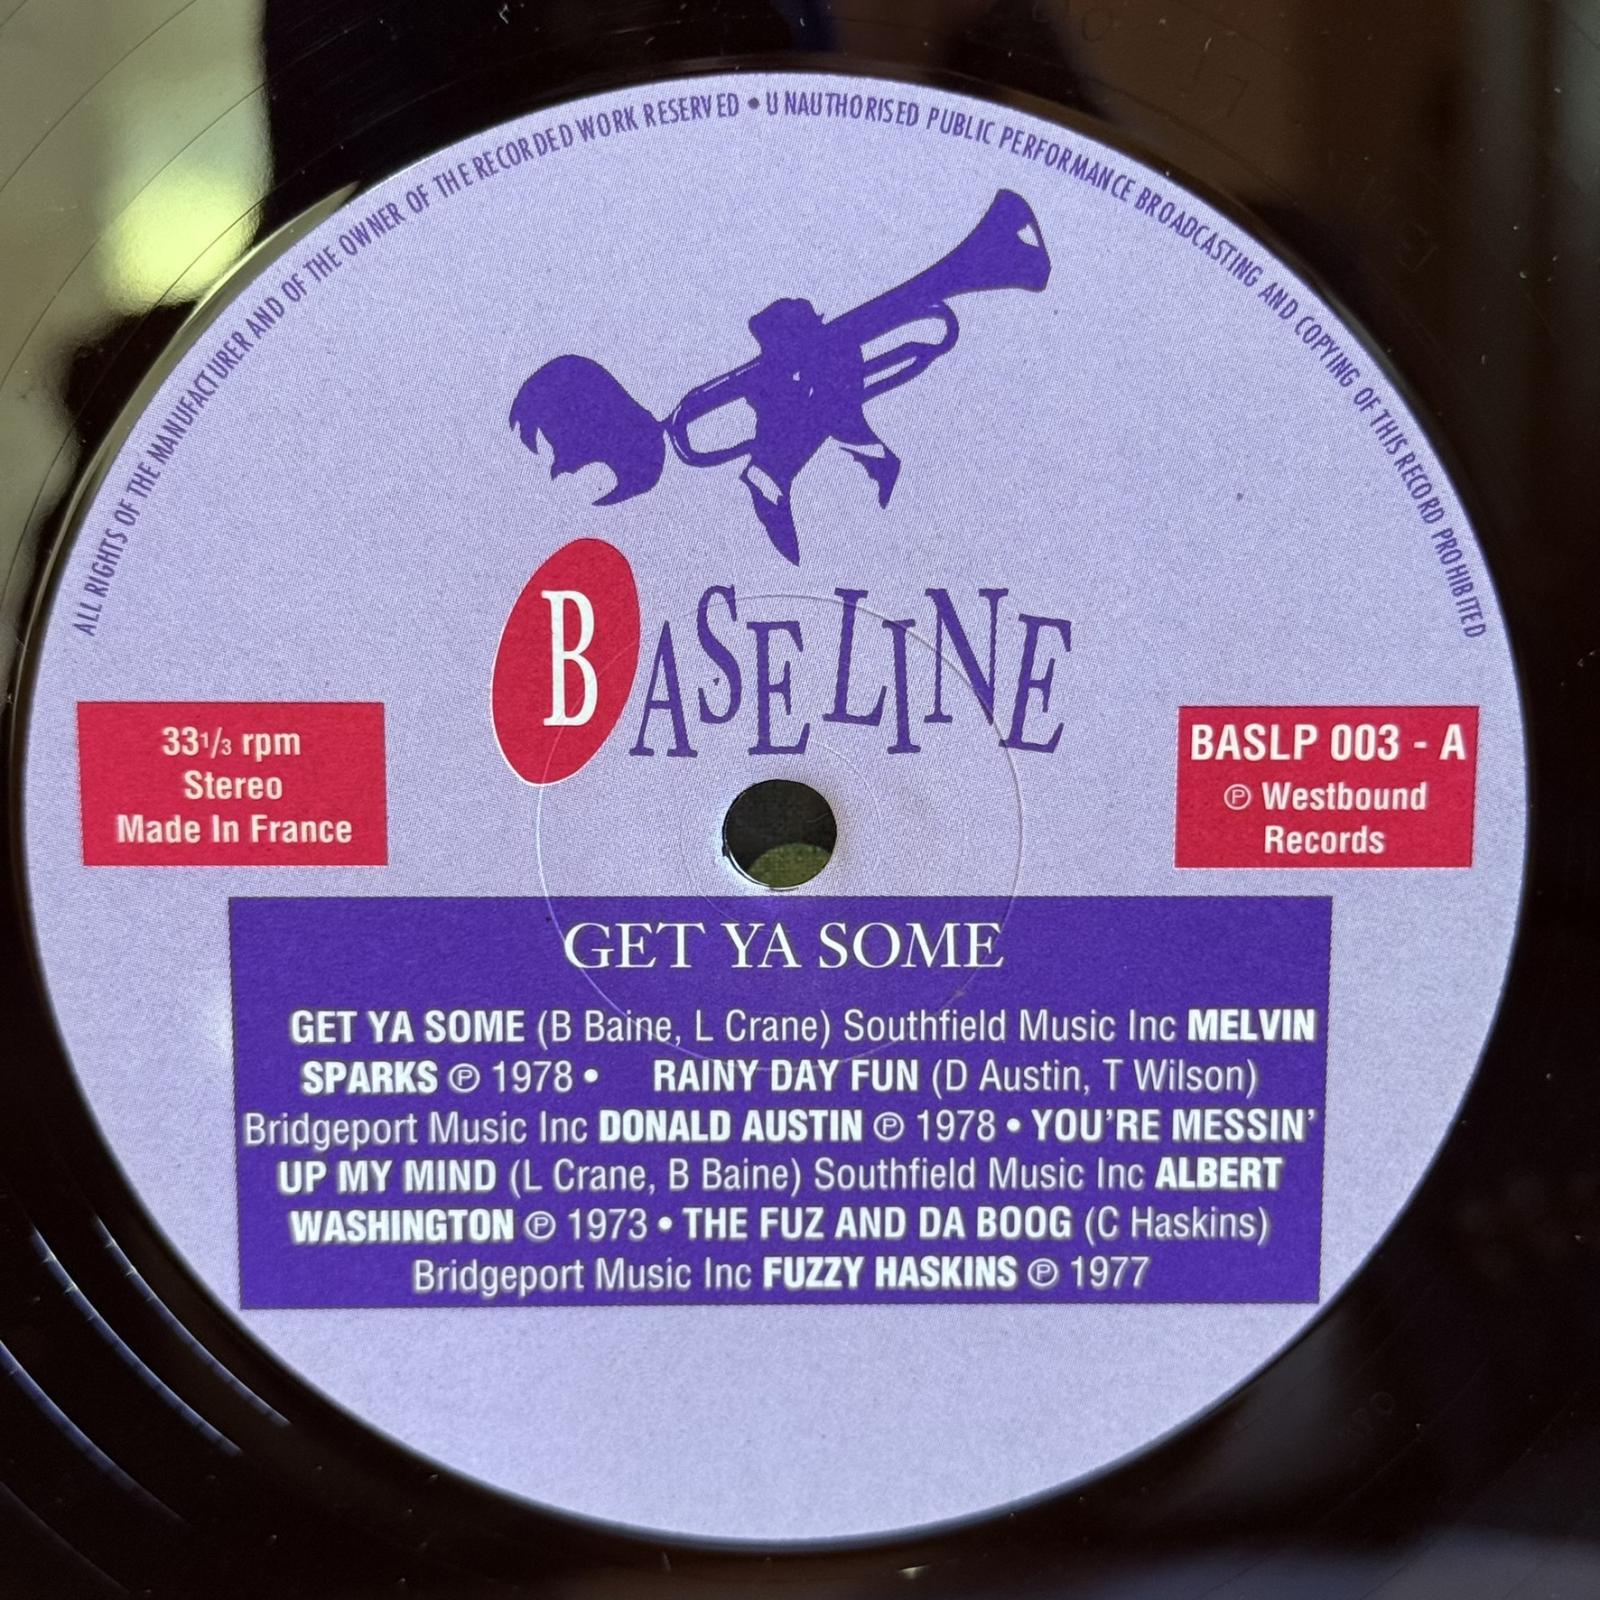 ALL RIGHTS OF THE MANUFACTURER AND OF THE OWNER OF THE RECORDED WORK RESERVED • UNAUTHORISED PUBLIC PERFORMANCE BROADCASTING AND COPYING OF THIS RECORD PROHIBITED
BASELINE
33 1/3 rpm
Stereo
Made In France
BASLP 003 - A
℗ Westbound
Records
GET YA SOME
GET YA SOME (B Baine, L Crane) Southfield Music Inc MELVIN
SPARKS ℗ 1978 • RAINY DAY FUN (D Austin, T Wilson)
Bridgeport Music Inc DONALD AUSTIN ℗ 1978 • YOU'RE MESSIN'
UP MY MIND (L Crane, B Baine) Southfield Music Inc ALBERT
WASHINGTON ℗ 1973 • THE FUZ AND DA BOOG (C Haskins)
Bridgeport Music Inc FUZZY HASKINS ℗ 1977